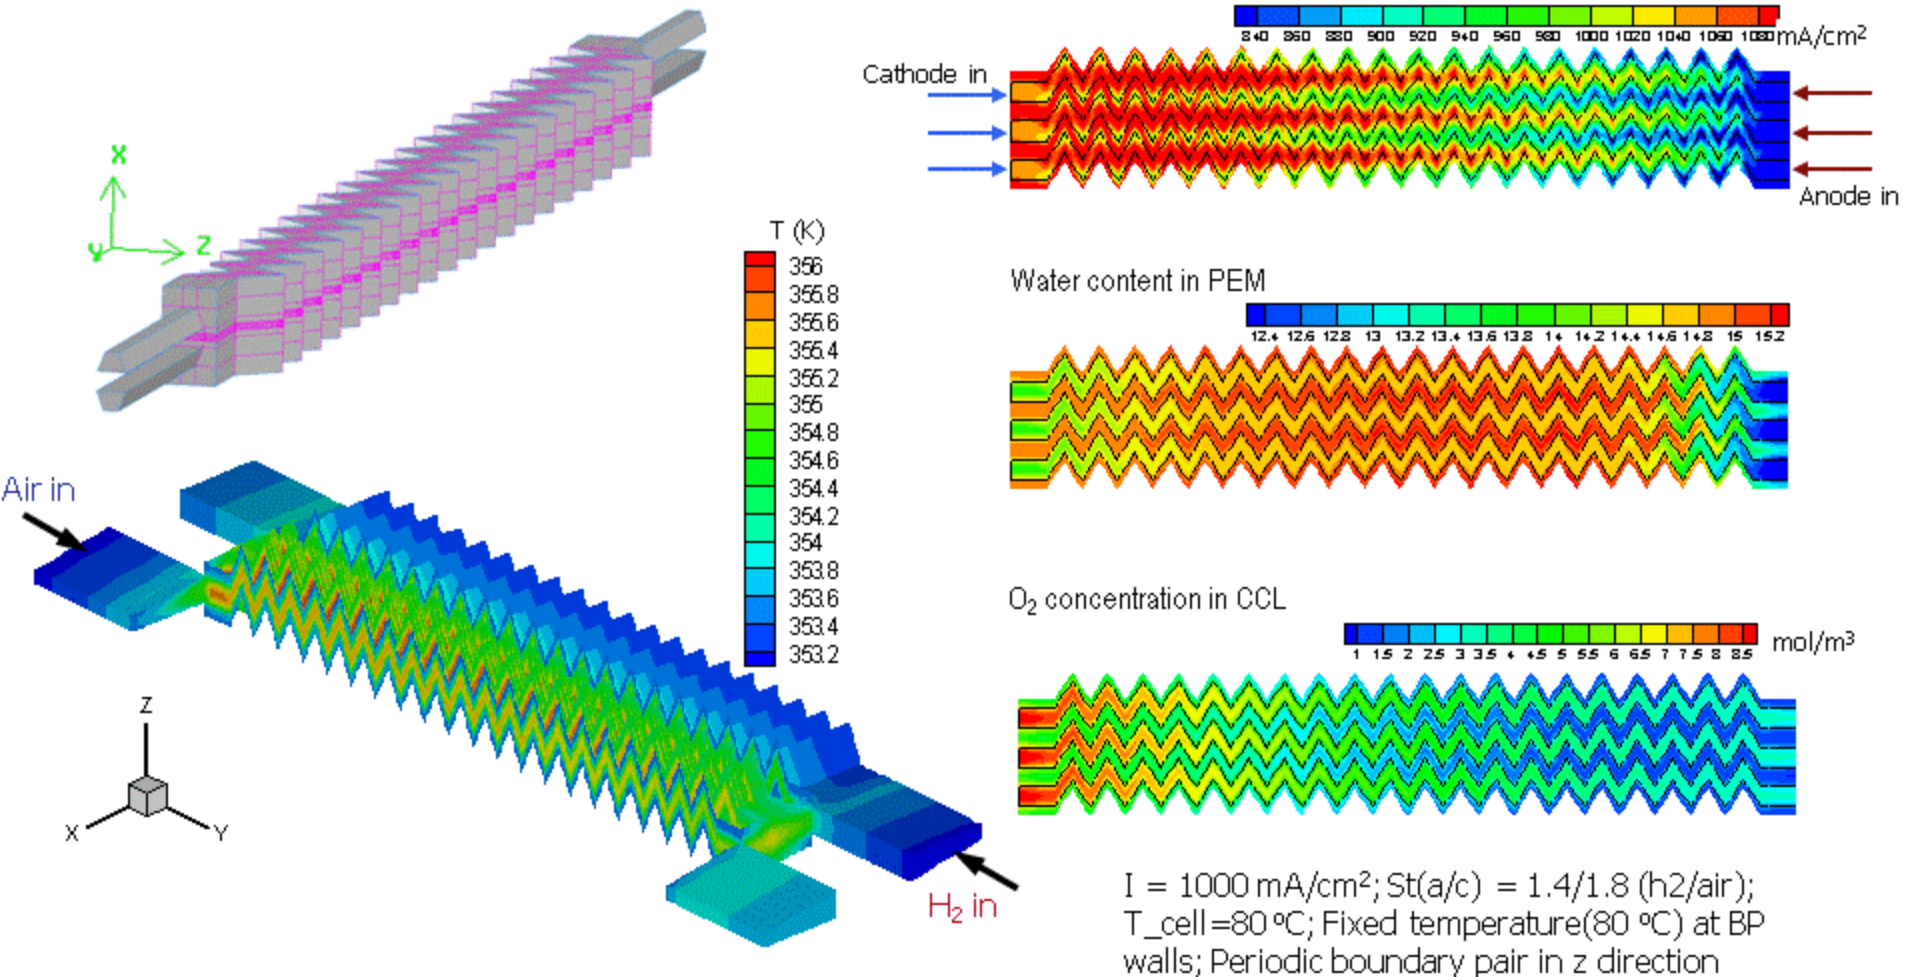 840 860 880 900 920 940 960 980 1000 1020 1040 1060 1080 mA/cm²
Cathode in
Anode in
X
Y Z
T (K)
356
355.8
355.6
355.4
355.2
355
354.8
354.6
354.4
354.2
354
353.8
353.6
353.4
353.2
Water content in PEM
12.4 12.6 12.8 13 13.2 13.4 13.6 13.8 14 14.2 14.4 14.6 14.8 15 15.2
Air in
H₂ in
Z
X Y
O₂ concentration in CCL
1 1.5 2 2.5 3 3.5 4 4.5 5 5.5 6 6.5 7 7.5 8 8.5 mol/m³
I = 1000 mA/cm²; St(a/c) = 1.4/1.8 (h2/air);
T_cell=80 ºC; Fixed temperature(80 ºC) at BP
walls; Periodic boundary pair in z direction